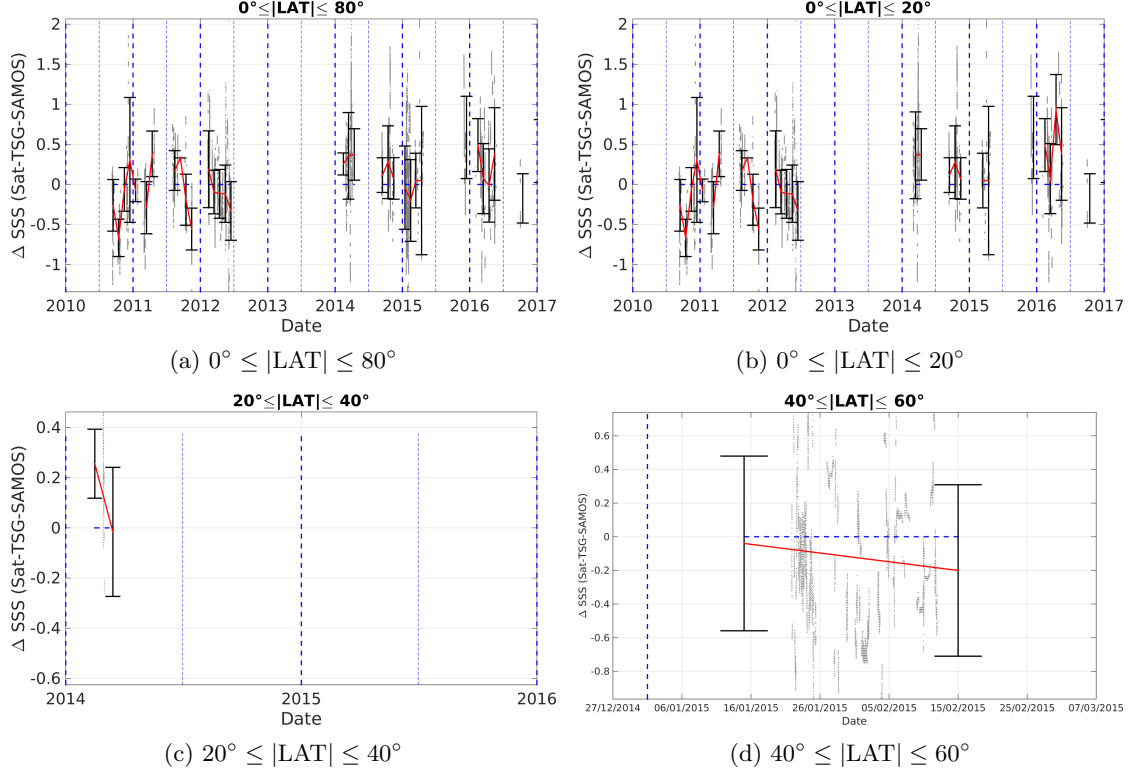 0°≤|LAT|≤ 80°
Δ SSS (Sat-TSG-SAMOS)
2
1.5
1
0.5
0
-0.5
-1
2010 2011 2012 2013 2014 2015 2016 2017
Date
(a) 0° ≤ |LAT| ≤ 80°
0°≤|LAT|≤ 20°
Δ SSS (Sat-TSG-SAMOS)
2
1.5
1
0.5
0
-0.5
-1
2010 2011 2012 2013 2014 2015 2016 2017
Date
(b) 0° ≤ |LAT| ≤ 20°
20°≤|LAT|≤ 40°
Δ SSS (Sat-TSG-SAMOS)
0.4
0.2
0
-0.2
-0.4
-0.6
2014 2015 2016
Date
(c) 20° ≤ |LAT| ≤ 40°
40°≤|LAT|≤ 60°
Δ SSS (Sat-TSG-SAMOS)
0.6
0.4
0.2
0
-0.2
-0.4
-0.6
-0.8
27/12/2014 06/01/2015 16/01/2015 26/01/2015 05/02/2015 15/02/2015 25/02/2015 07/03/2015
Date
(d) 40° ≤ |LAT| ≤ 60°